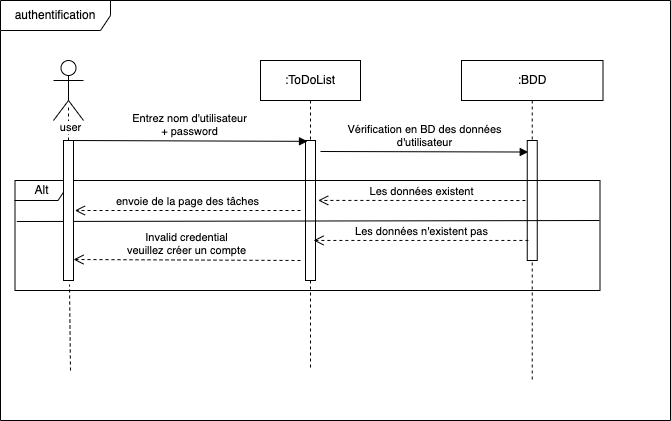 authentification
:ToDoList
:BDD
user
Entrez nom d'utilisateur
+ password
Vérification en BD des données
d'utilisateur
Alt
Les données existent
envoie de la page des tâches
Les données n'existent pas
Invalid credential
veuillez créer un compte